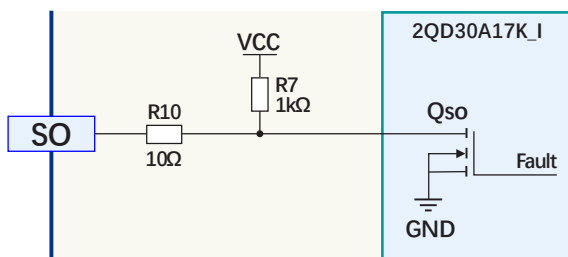 2QD30A17K_I
VCC
R7
1kΩ
R10
SO
10Ω
Qso
Fault
GND